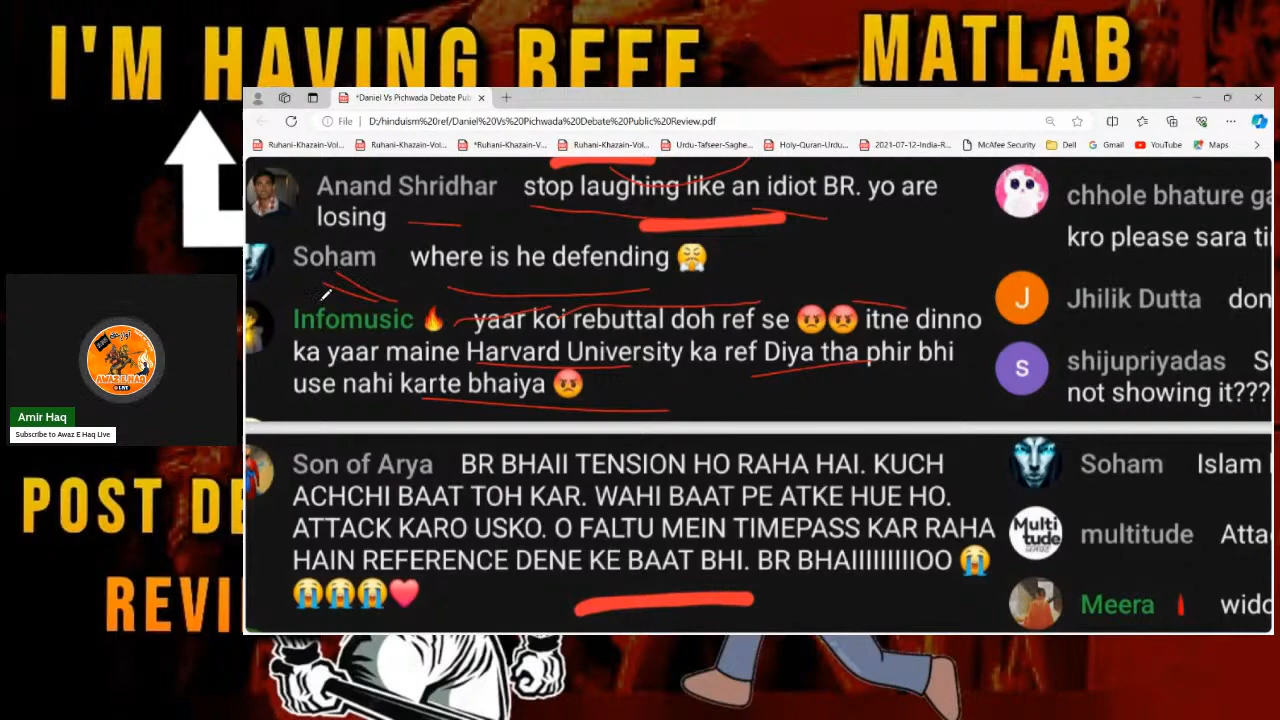 I'M HAVING BEEF
MATLAB
*Daniel Vs Pichwada Debate Pub
File D:/hinduism%20ref/Daniel%20Vs%20Pichwada%20Debate%20Public%20Review.pdf
Ruhani-Khazain-Vol... Ruhani-Khazain-Vol... *Ruhani-Khazain-V... Ruhani-Khazain-Vol... Urdu-Tafseer-Saghe... Holy-Quran-Urdu... 2021-07-12-India-R... McAfee Security Dell Gmail YouTube Maps
Anand Shridhar stop laughing like an idiot BR. yo are
losing
Soham where is he defending 😤
Infomusic 🔥 yaar koi rebuttal doh ref se 😡😡 itne dinno
ka yaar maine Harvard University ka ref Diya tha phir bhi
use nahi karte bhaiya 😡
chhole bhature ga
kro please sara ti
J Jhilik Dutta don
s shijupriyadas S
not showing it???
Son of Arya BR BHAII TENSION HO RAHA HAI. KUCH
ACHCHI BAAT TOH KAR. WAHI BAAT PE ATKE HUE HO.
ATTACK KARO USKO. O FALTU MEIN TIMEPASS KAR RAHA
HAIN REFERENCE DENE KE BAAT BHI. BR BHAIIIIIIIIIOO 😭
😭😭😭❤️
Soham Islam
Multi
tude
multitude Atta
Meera wido
AWAZ E HAQ
LIVE
Amir Haq
Subscribe to Awaz E Haq Live
POST DE
REVI